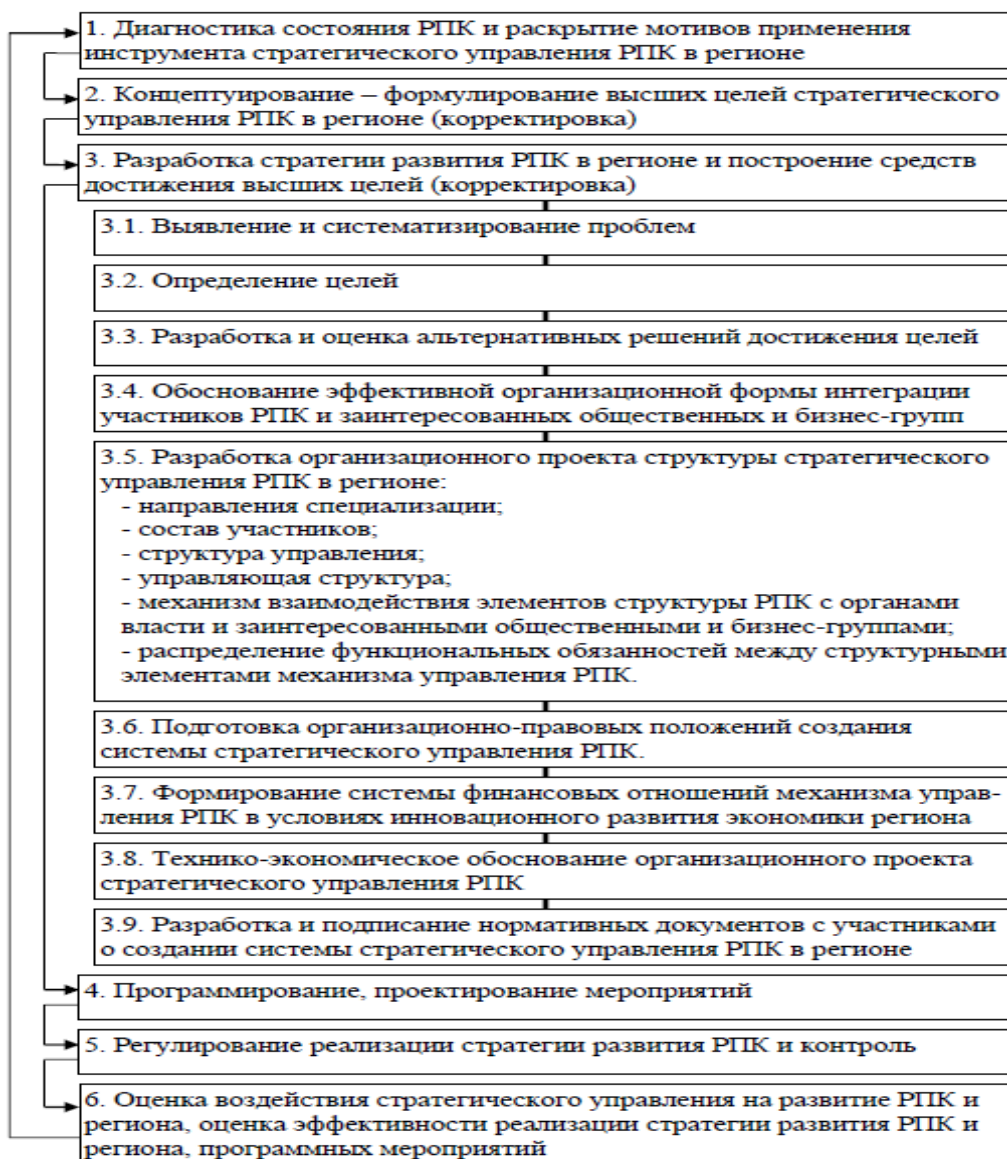 1. Диагностика состояния РПК и раскрытие мотивов применения
инструмента стратегического управления РПК в регионе
2. Концептуирование – формулирование высших целей стратегического
управления РПК в регионе (корректировка)
3. Разработка стратегии развития РПК в регионе и построение средств
достижения высших целей (корректировка)
3.1. Выявление и систематизирование проблем
3.2. Определение целей
3.3. Разработка и оценка альтернативных решений достижения целей
3.4. Обоснование эффективной организационной формы интеграции
участников РПК и заинтересованных общественных и бизнес-групп
3.5. Разработка организационного проекта структуры стратегического
управления РПК в регионе:
- направления специализации;
- состав участников;
- структура управления;
- управляющая структура;
- механизм взаимодействия элементов структуры РПК с органами
власти и заинтересованными общественными и бизнес-группами;
- распределение функциональных обязанностей между структурными
элементами механизма управления РПК.
3.6. Подготовка организационно-правовых положений создания
системы стратегического управления РПК.
3.7. Формирование системы финансовых отношений механизма управ-
ления РПК в условиях инновационного развития экономики региона
3.8. Технико-экономическое обоснование организационного проекта
стратегического управления РПК
3.9. Разработка и подписание нормативных документов с участниками
о создании системы стратегического управления РПК в регионе
4. Программирование, проектирование мероприятий
5. Регулирование реализации стратегии развития РПК и контроль
6. Оценка воздействия стратегического управления на развитие РПК и
региона, оценка эффективности реализации стратегии развития РПК и
региона, программных мероприятий